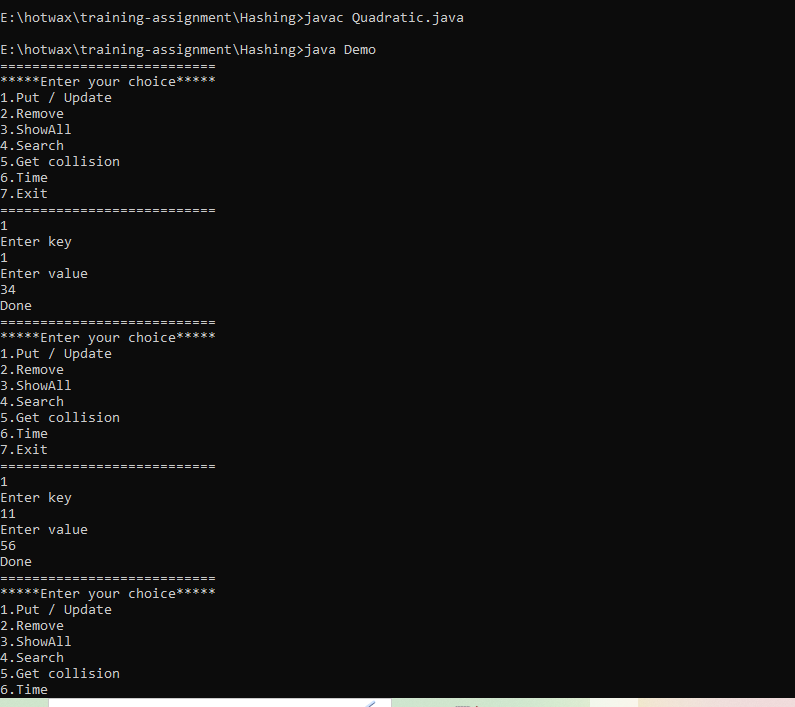 E:\hotwax\training-assignment\Hashing>javac Quadratic.java
E:\hotwax\training-assignment\Hashing>java Demo
===========================
*****Enter your choice*****
1.Put / Update
2.Remove
3.ShowAll
4.Search
5.Get collision
6.Time
7.Exit
===========================
1
Enter key
1
Enter value
34
Done
===========================
*****Enter your choice*****
1.Put / Update
2.Remove
3.ShowAll
4.Search
5.Get collision
6.Time
7.Exit
===========================
1
Enter key
11
Enter value
56
Done
===========================
*****Enter your choice*****
1.Put / Update
2.Remove
3.ShowAll
4.Search
5.Get collision
6.Time